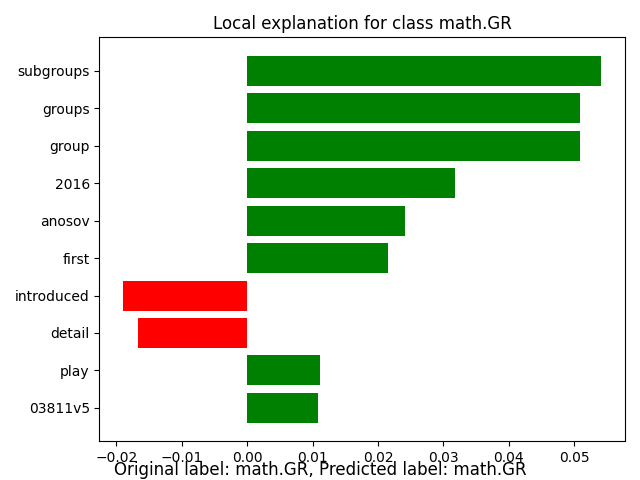 Local explanation for class math.GR
subgroups
groups
group
2016
anosov
first
introduced
detail
play
03811v5
−0.02 −0.01 0.00 0.01 0.02 0.03 0.04 0.05
Original label: math.GR, Predicted label: math.GR